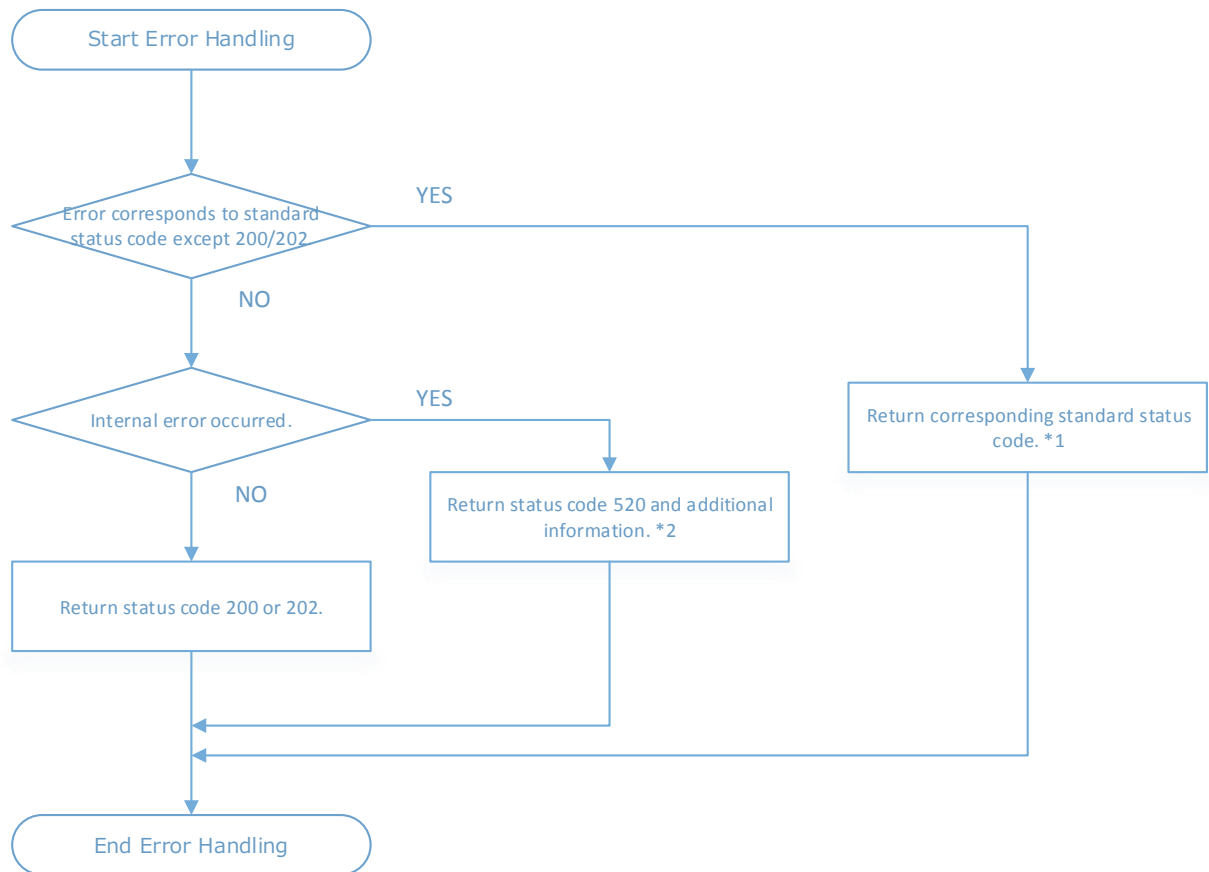 Start Error Handling
YES
Error corresponds to standard
status code except 200/202.
NO
YES
Internal error occurred.
Return corresponding standard status
code. *1
NO
Return status code 520 and additional
information. *2
Return status code 200 or 202.
End Error Handling